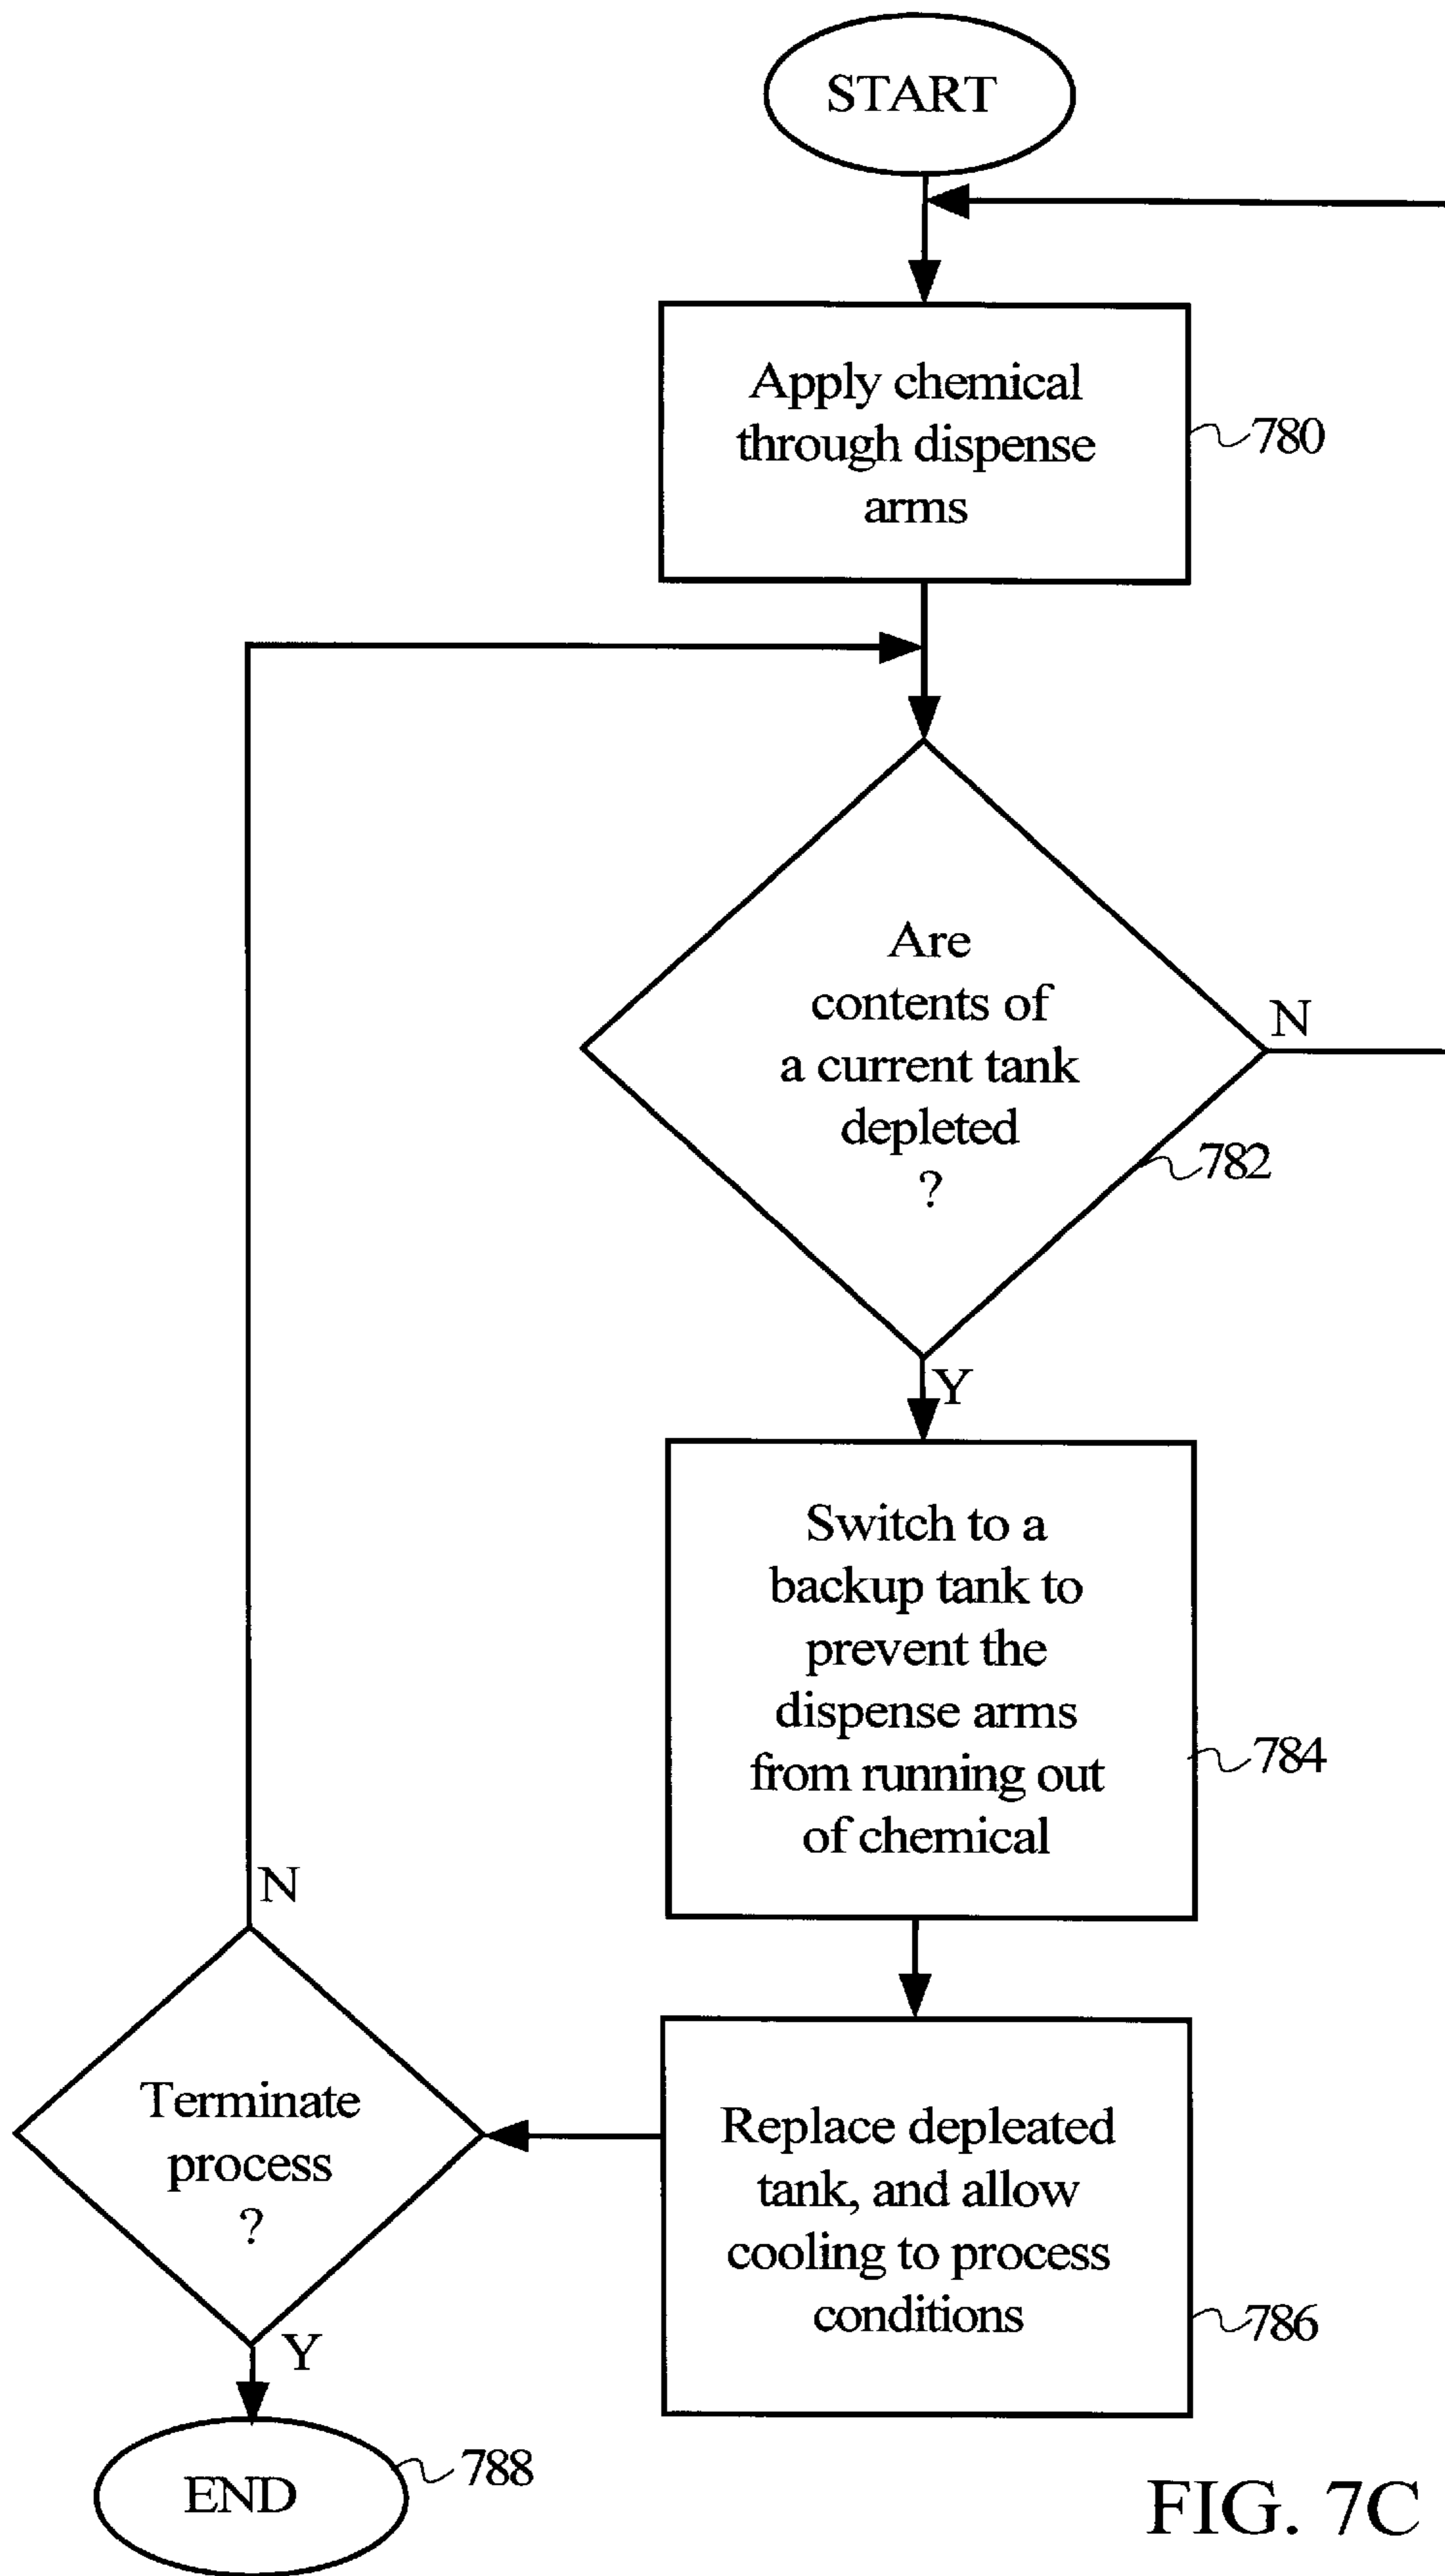 START
Apply chemical
through dispense
arms
780
Are
contents of
a current tank
depleted
?
N
782
Y
Switch to a
backup tank to
prevent the
dispense arms
from running out
of chemical
784
N
Terminate
process
?
Replace depleated
tank, and allow
cooling to process
conditions
786
Y
END
788
FIG. 7C